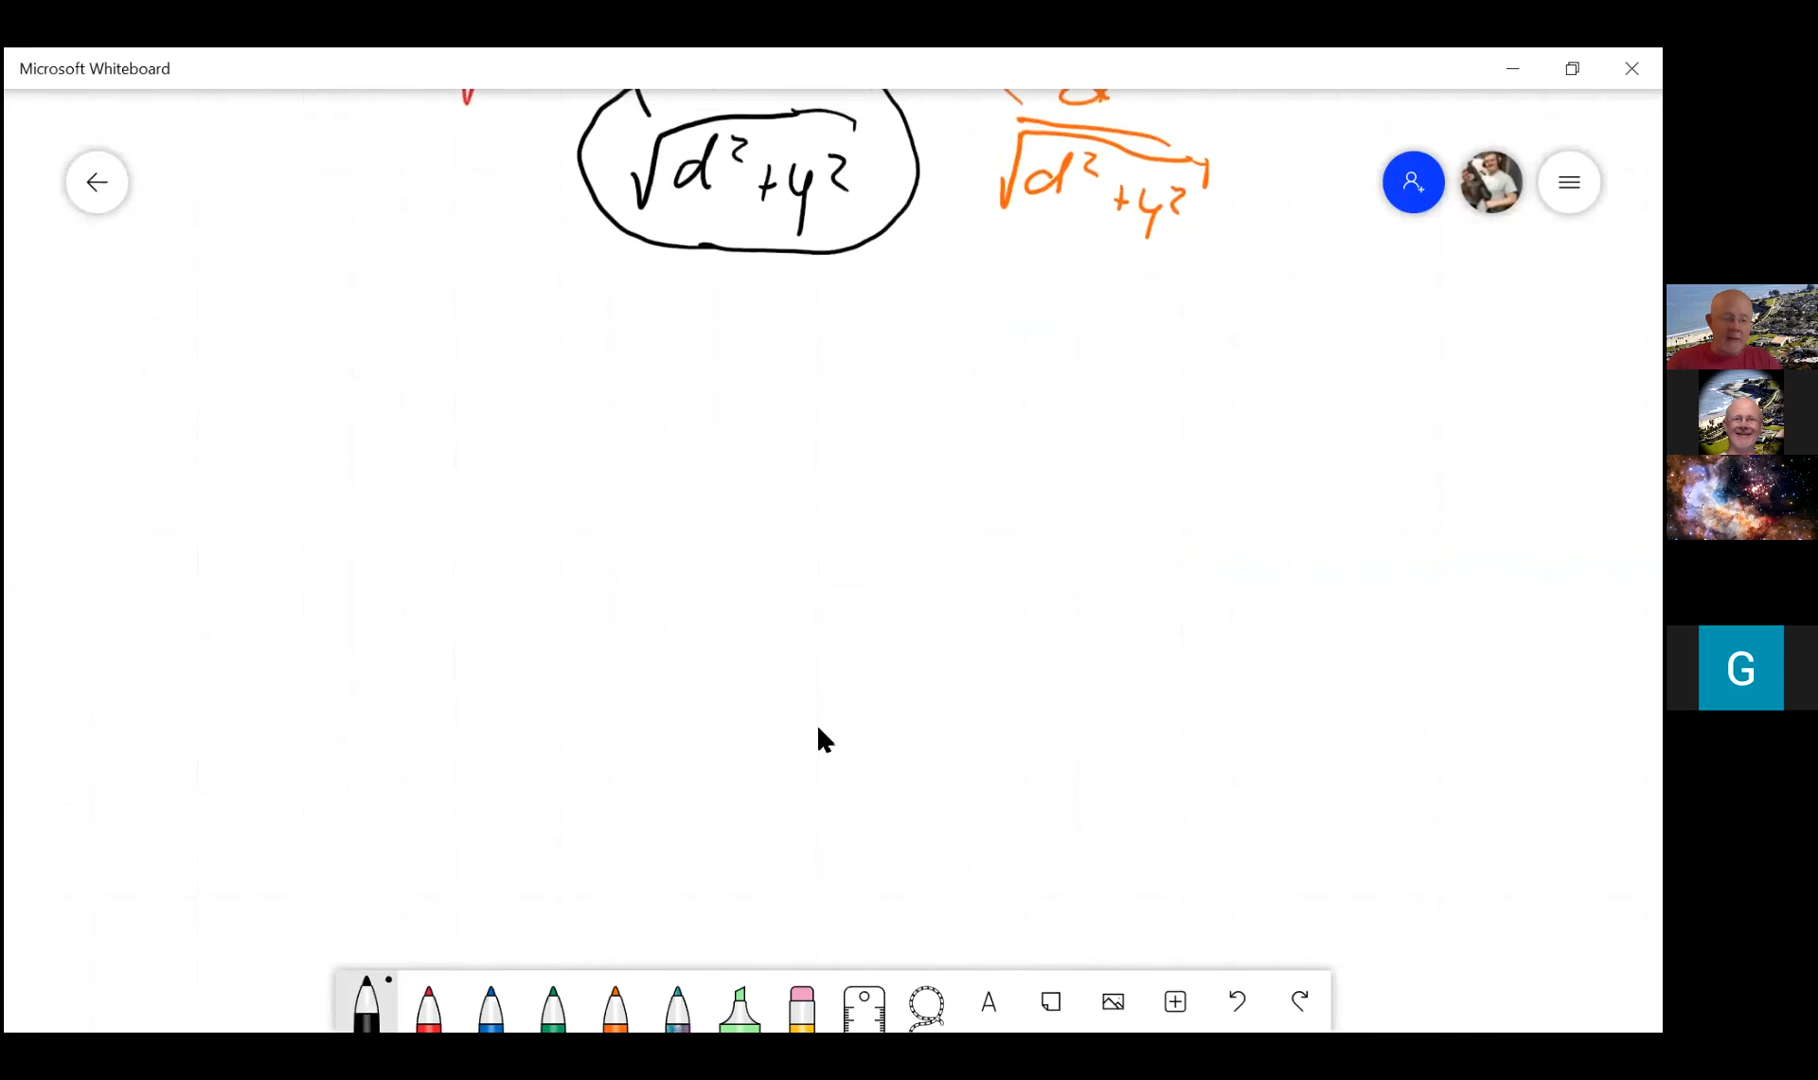 Microsoft Whiteboard
√d²+y²
√d²+y²
G
A